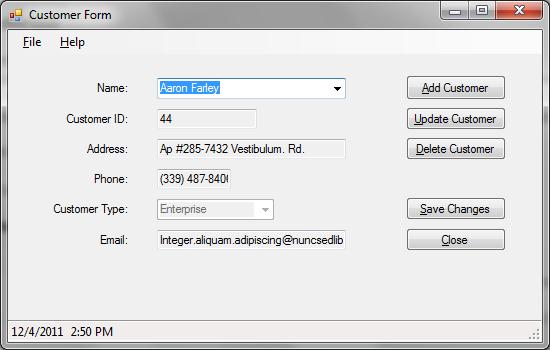 Customer Form
File Help
Name: Aaron Farley Add Customer
Customer ID: 44 Update Customer
Address: Ap #285-7432 Vestibulum. Rd. Delete Customer
Phone: (339) 487-840
Customer Type: Enterprise Save Changes
Email: Integer.aliquam.adipiscing@nuncsedlib Close
12/4/2011 2:50 PM